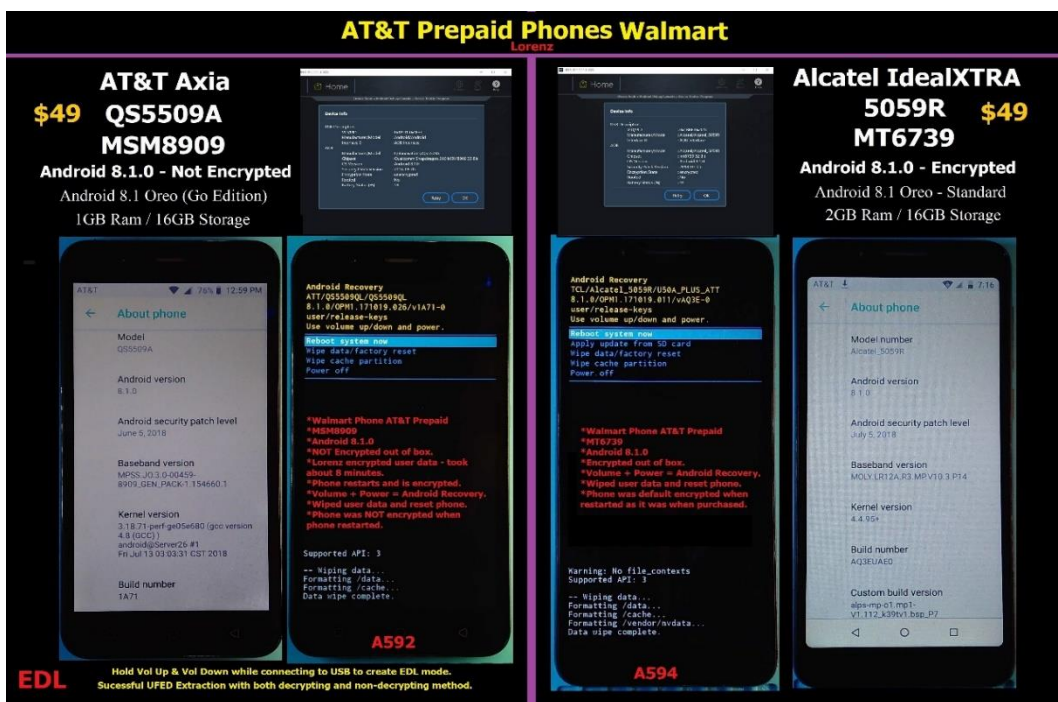 AT&T Prepaid Phones Walmart
Lorenz
AT&T Axia
$49 QS5509A
MSM8909
Android 8.1.0 - Not Encrypted
Android 8.1 Oreo (Go Edition)
1GB Ram / 16GB Storage
Home
Device Info
Retry OK
AT&T 76% 12:59 PM
← About phone
Model
QS5509A
Android version
8.1.0
Android security patch level
June 5, 2018
Baseband version
MPSS.JO.3.0-00459-
8909_GEN_PACK-1.154660.1
Kernel version
3.18.71-perf-ge05e680 (gcc version
4.8 (GCC) )
android@Server26 #1
Fri Jul 13 03:03:31 CST 2018
Build number
1A71
Android Recovery
ATT/QS5509QL/QS5509QL
8.1.0/OPM1.171019.026/v1A71-0
user/release-keys
Use volume up/down and power.
Reboot system now
Wipe data/factory reset
Wipe cache partition
Power off
*Walmart Phone AT&T Prepaid
*MSM8909
*Android 8.1.0
*NOT Encrypted out of box.
*Lorenz encrypted user data - took
about 8 minutes.
*Phone restarts and is encrypted.
*Volume + Power = Android Recovery.
*Wiped user data and reset phone.
*Phone was NOT encrypted when
phone restarted.
Supported API: 3
-- Wiping data...
Formatting /data...
Formatting /cache...
Data wipe complete.
A592
EDL
Hold Vol Up & Vol Down while connecting to USB to create EDL mode.
Sucessful UFED Extraction with both decrypting and non-decrypting method.
Home
Device Info
Retry OK
Alcatel IdealXTRA
5059R $49
MT6739
Android 8.1.0 - Encrypted
Android 8.1 Oreo - Standard
2GB Ram / 16GB Storage
Android Recovery
TCL/Alcatel_5059R/U50A_PLUS_ATT
8.1.0/OPM1.171019.011/vAQ3E-0
user/release-keys
Use volume up/down and power.
Reboot system now
Apply update from SD card
Wipe data/factory reset
Wipe cache partition
Power off
*Walmart Phone AT&T Prepaid
*MT6739
*Android 8.1.0
*Encrypted out of box.
*Volume + Power = Android Recovery.
*Wiped user data and reset phone.
*Phone was default encrypted when
restarted as it was when purchased.
Warning: No file_contexts
Supported API: 3
-- Wiping data...
Formatting /data...
Formatting /cache...
Formatting /vendor/nvdata...
Data wipe complete.
A594
AT&T 7:16
← About phone
Model number
Alcatel_5059R
Android version
8.1.0
Android security patch level
July 5, 2018
Baseband version
MOLY.LR12A.R3.MP.V10.3.P14
Kernel version
4.4.95+
Build number
AQ3EUAE0
Custom build version
alps-mp-o1.mp1-
V1.112_k39tv1.bsp_P7